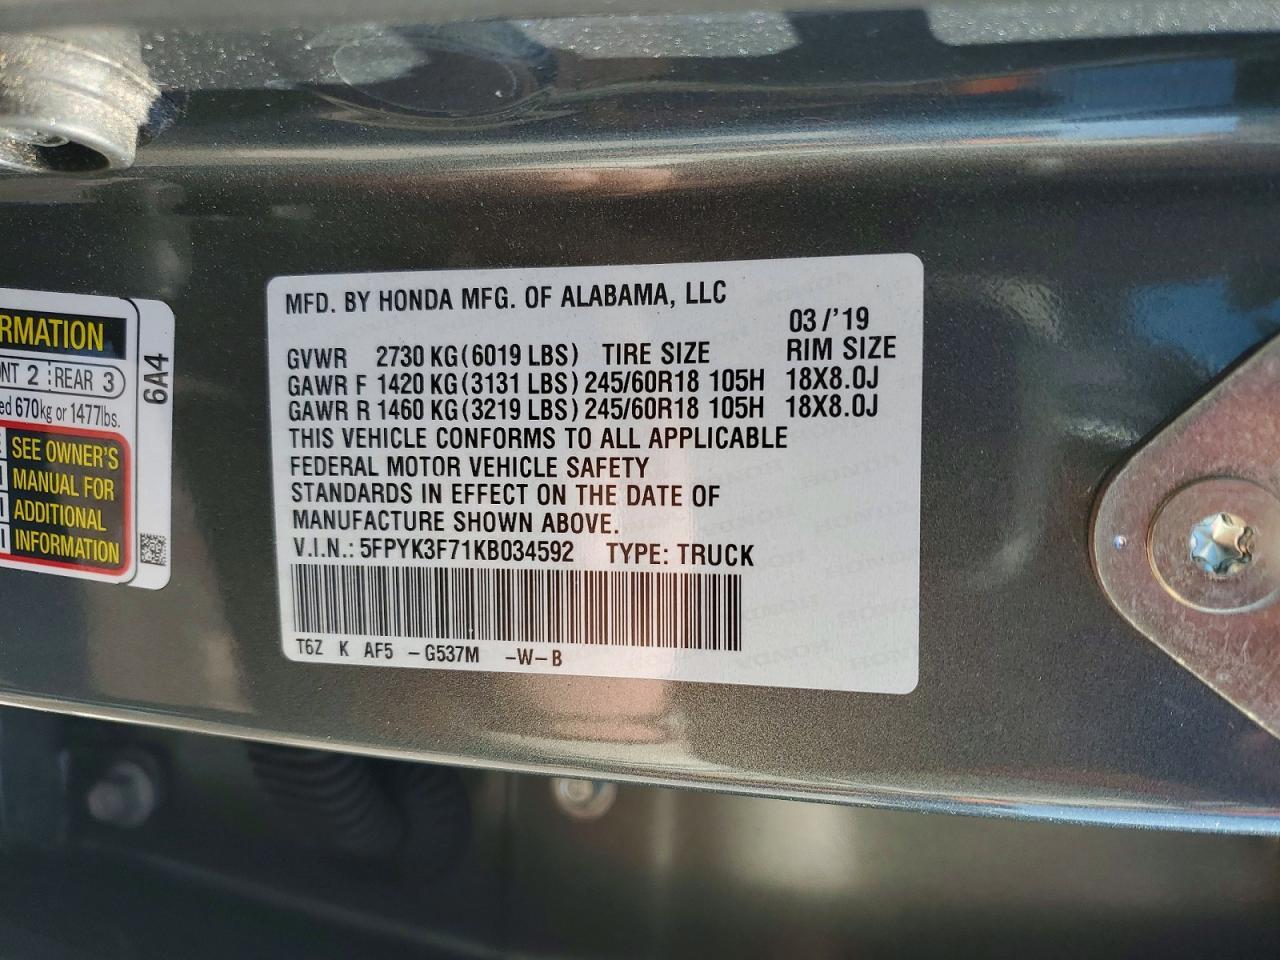 RMATION
NT 2 REAR 3
ed 670kg or 1477lbs.
SEE OWNER'S
MANUAL FOR
ADDITIONAL
INFORMATION
6A4
MFD. BY HONDA MFG. OF ALABAMA, LLC
03/'19
GVWR 2730 KG(6019 LBS) TIRE SIZE RIM SIZE
GAWR F 1420 KG(3131 LBS) 245/60R18 105H 18X8.0J
GAWR R 1460 KG(3219 LBS) 245/60R18 105H 18X8.0J
THIS VEHICLE CONFORMS TO ALL APPLICABLE
FEDERAL MOTOR VEHICLE SAFETY
STANDARDS IN EFFECT ON THE DATE OF
MANUFACTURE SHOWN ABOVE.
V.I.N.: 5FPYK3F71KB034592 TYPE: TRUCK
T6Z K AF5 -G537M -W-B